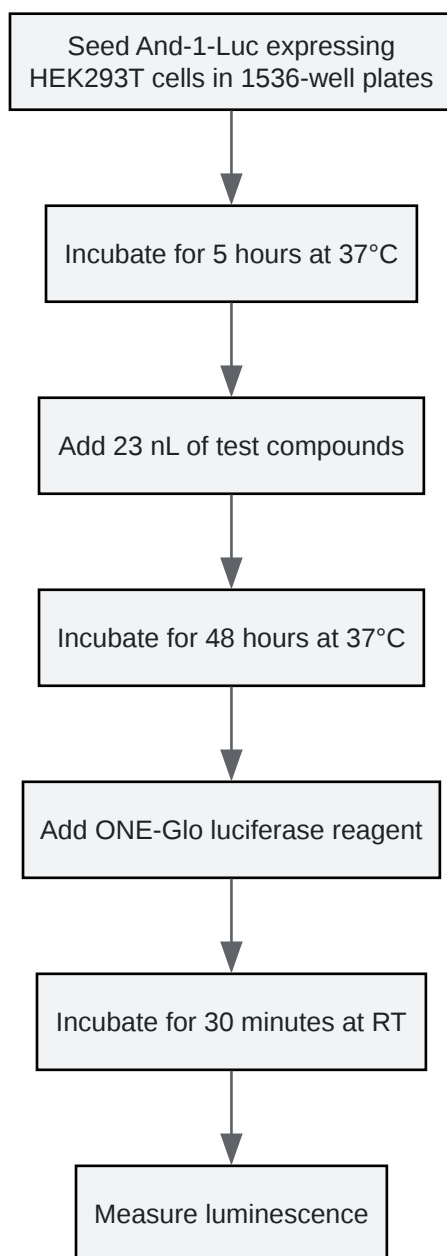 Seed And-1-Luc expressing
HEK293T cells in 1536-well plates
Incubate for 5 hours at 37°C
Add 23 nL of test compounds
Incubate for 48 hours at 37°C
Add ONE-Glo luciferase reagent
Incubate for 30 minutes at RT
Measure luminescence